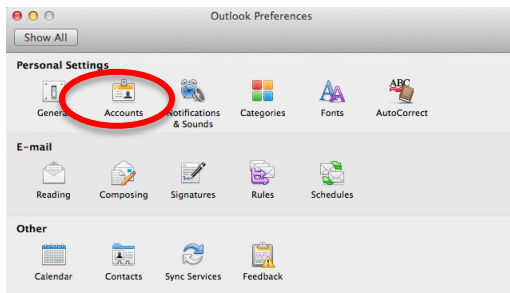 Outlook Preferences
Show All
Personal Settings
General Accounts Notifications & Sounds Categories Fonts AutoCorrect
E-mail
Reading Composing Signatures Rules Schedules
Other
Calendar Contacts Sync Services Feedback